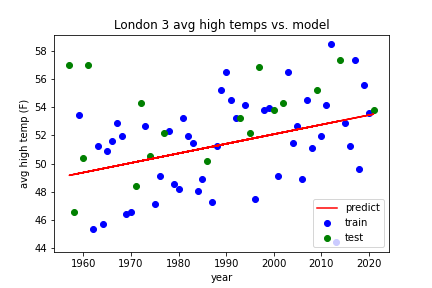 London 3 avg high temps vs. model
avg high temp (F)
58
56
54
52
50
48
46
44
predict
train
test
1960
1970
1980
1990
2000
2010
2020
year